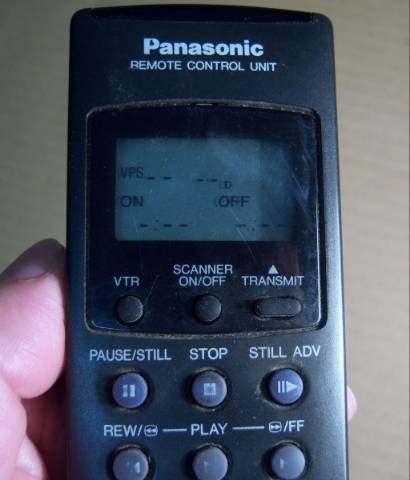 Panasonic
REMOTE CONTROL UNIT
VPS -- --
D
ON OFF
-:-- -:--
VTR SCANNER ON/OFF ▲ TRANSMIT
PAUSE/STILL STOP STILL ADV
REW/◀◀ — PLAY — ▶▶/FF